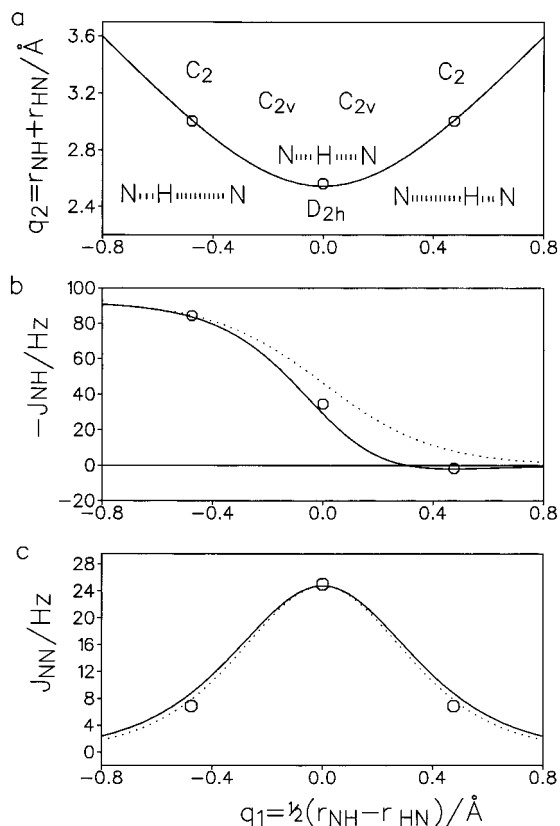 a
q₂=rNH+rHN/Å
3.6
3.2
2.8
2.4
C₂
C₂ᵥ
C₂ᵥ
C₂
N H N
N H N
N H N
D₂ₕ
−0.8
−0.4
0.0
0.4
0.8
b
−JNH/Hz
100
80
60
40
20
0
−20
−0.8
−0.4
0.0
0.4
0.8
c
JNN/Hz
28
24
20
16
12
8
4
0
−0.8
−0.4
0.0
0.4
0.8
q₁=½(rNH−rHN)/Å